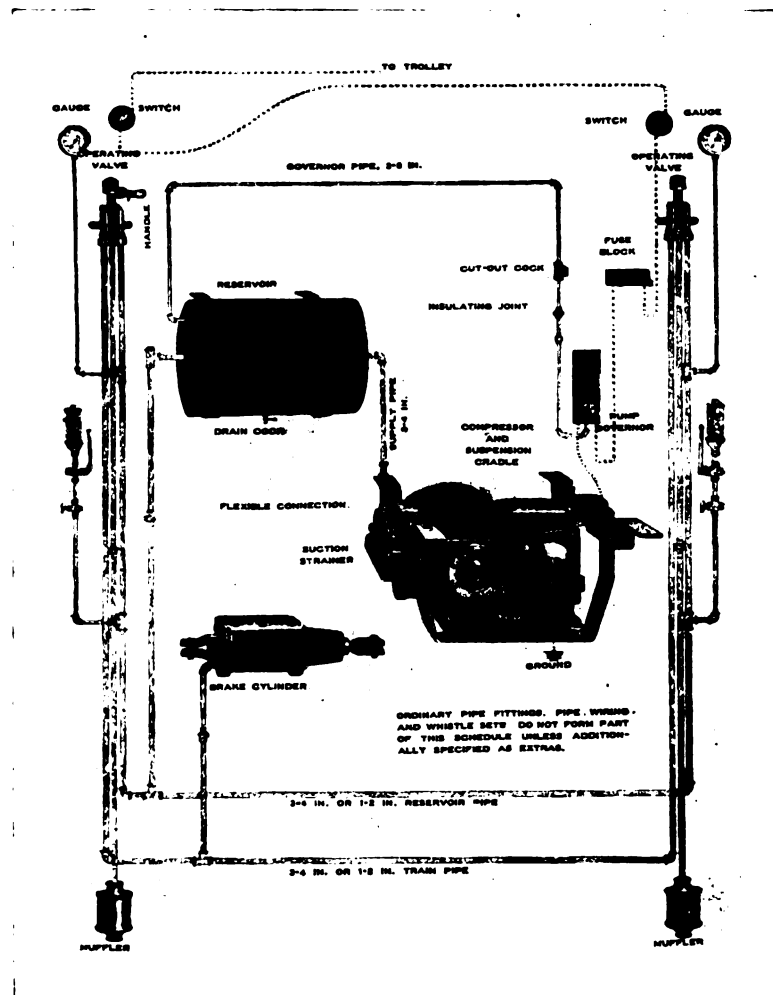 TO TROLLEY
GAUGE
SWITCH
SWITCH
GAUGE
OPERATING
VALVE
OPERATING
VALVE
GOVERNOR PIPE, 3-8 IN.
HANDLE
FUSE
BLOCK
CUT-OUT COCK
RESERVOIR
INSULATING JOINT
SUPPLY PIPE
3-4 IN.
PUMP
GOVERNOR
DRAIN COCK
COMPRESSOR
AND
SUSPENSION
CRADLE
FLEXIBLE CONNECTION.
SUCTION
STRAINER
GROUND
BRAKE CYLINDER
ORDINARY PIPE FITTINGS, PIPE, WIRING,
AND WHISTLE SETS DO NOT FORM PART
OF THIS SCHEDULE UNLESS ADDITION-
ALLY SPECIFIED AS EXTRAS.
3-4 IN. OR 1-2 IN. RESERVOIR PIPE
3-4 IN. OR 1-2 IN. TRAIN PIPE
MUFFLER
MUFFLER